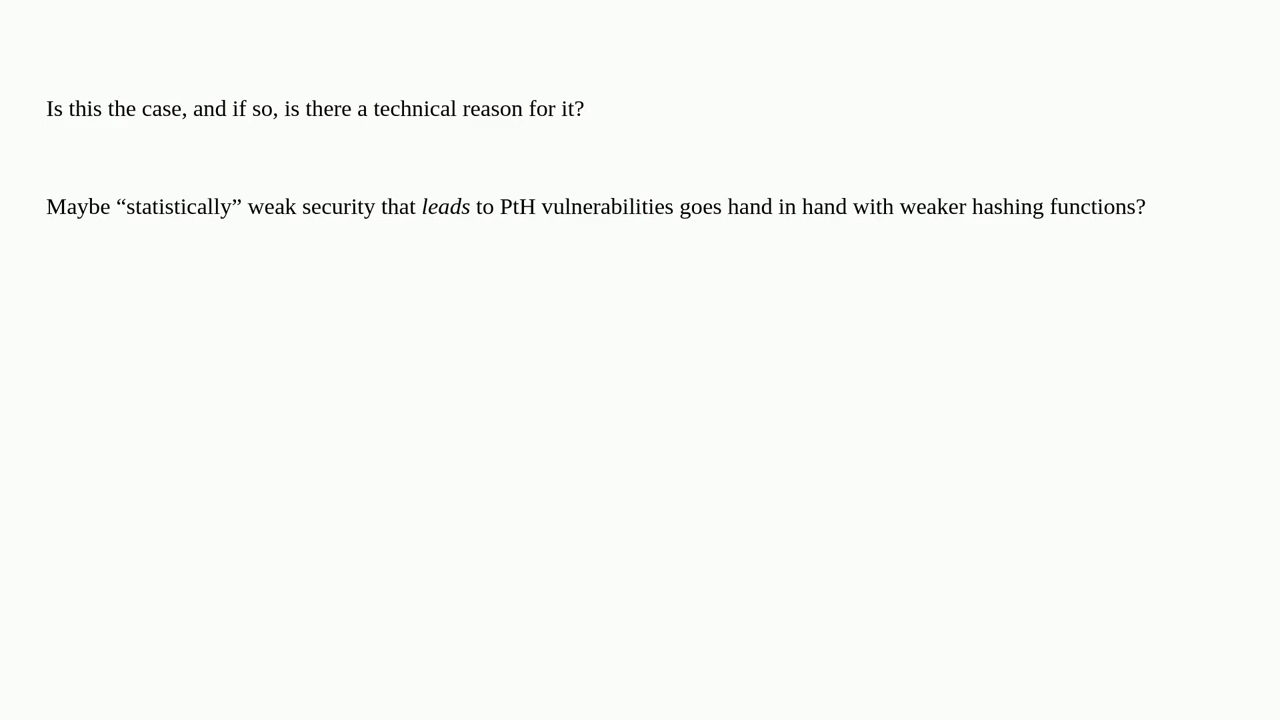 Is this the case, and if so, is there a technical reason for it?
Maybe “statistically” weak security that leads to PtH vulnerabilities goes hand in hand with weaker hashing functions?